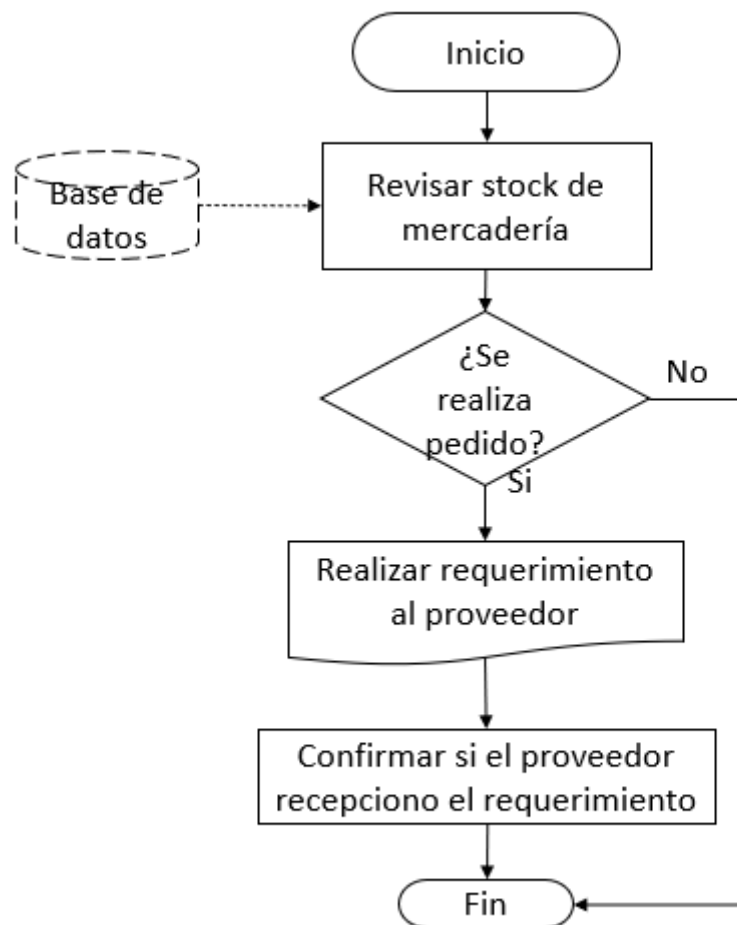 Inicio
Base de
datos
Revisar stock de
mercadería
¿Se
realiza
pedido?
No
Si
Realizar requerimiento
al proveedor
Confirmar si el proveedor
recepciono el requerimiento
Fin